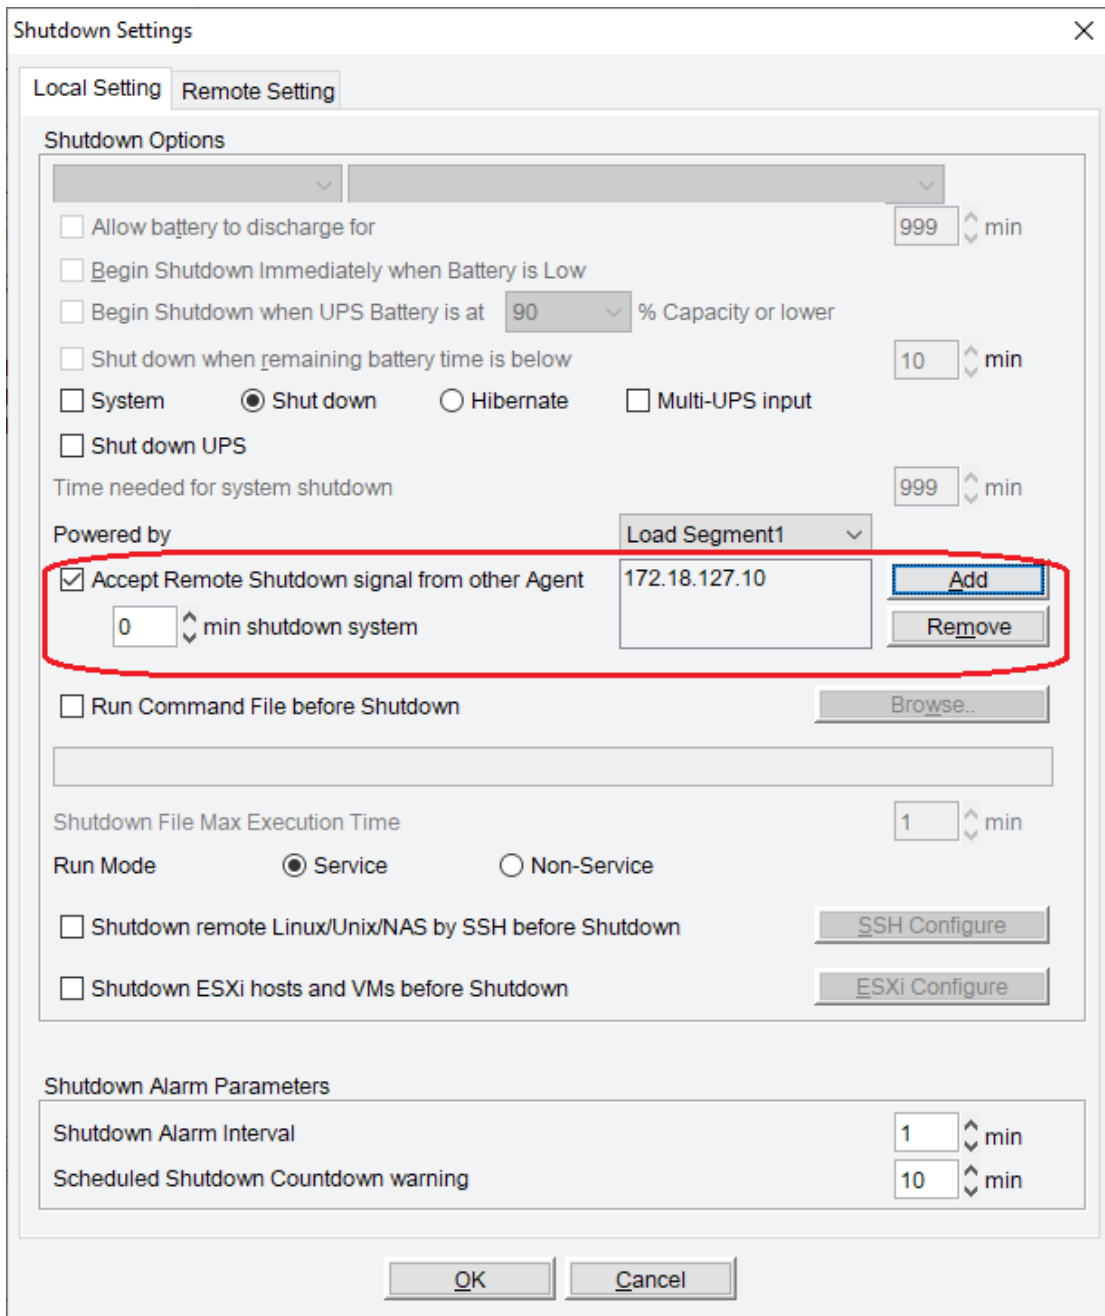 Shutdown Settings
Local Setting Remote Setting
Shutdown Options
Allow battery to discharge for 999 min
Begin Shutdown Immediately when Battery is Low
Begin Shutdown when UPS Battery is at 90 % Capacity or lower
Shut down when remaining battery time is below 10 min
System Shut down Hibernate Multi-UPS input
Shut down UPS
Time needed for system shutdown 999 min
Powered by Load Segment1
Accept Remote Shutdown signal from other Agent 172.18.127.10 Add
0 min shutdown system Remove
Run Command File before Shutdown Browse..
Shutdown File Max Execution Time 1 min
Run Mode Service Non-Service
Shutdown remote Linux/Unix/NAS by SSH before Shutdown SSH Configure
Shutdown ESXi hosts and VMs before Shutdown ESXi Configure
Shutdown Alarm Parameters
Shutdown Alarm Interval 1 min
Scheduled Shutdown Countdown warning 10 min
OK Cancel